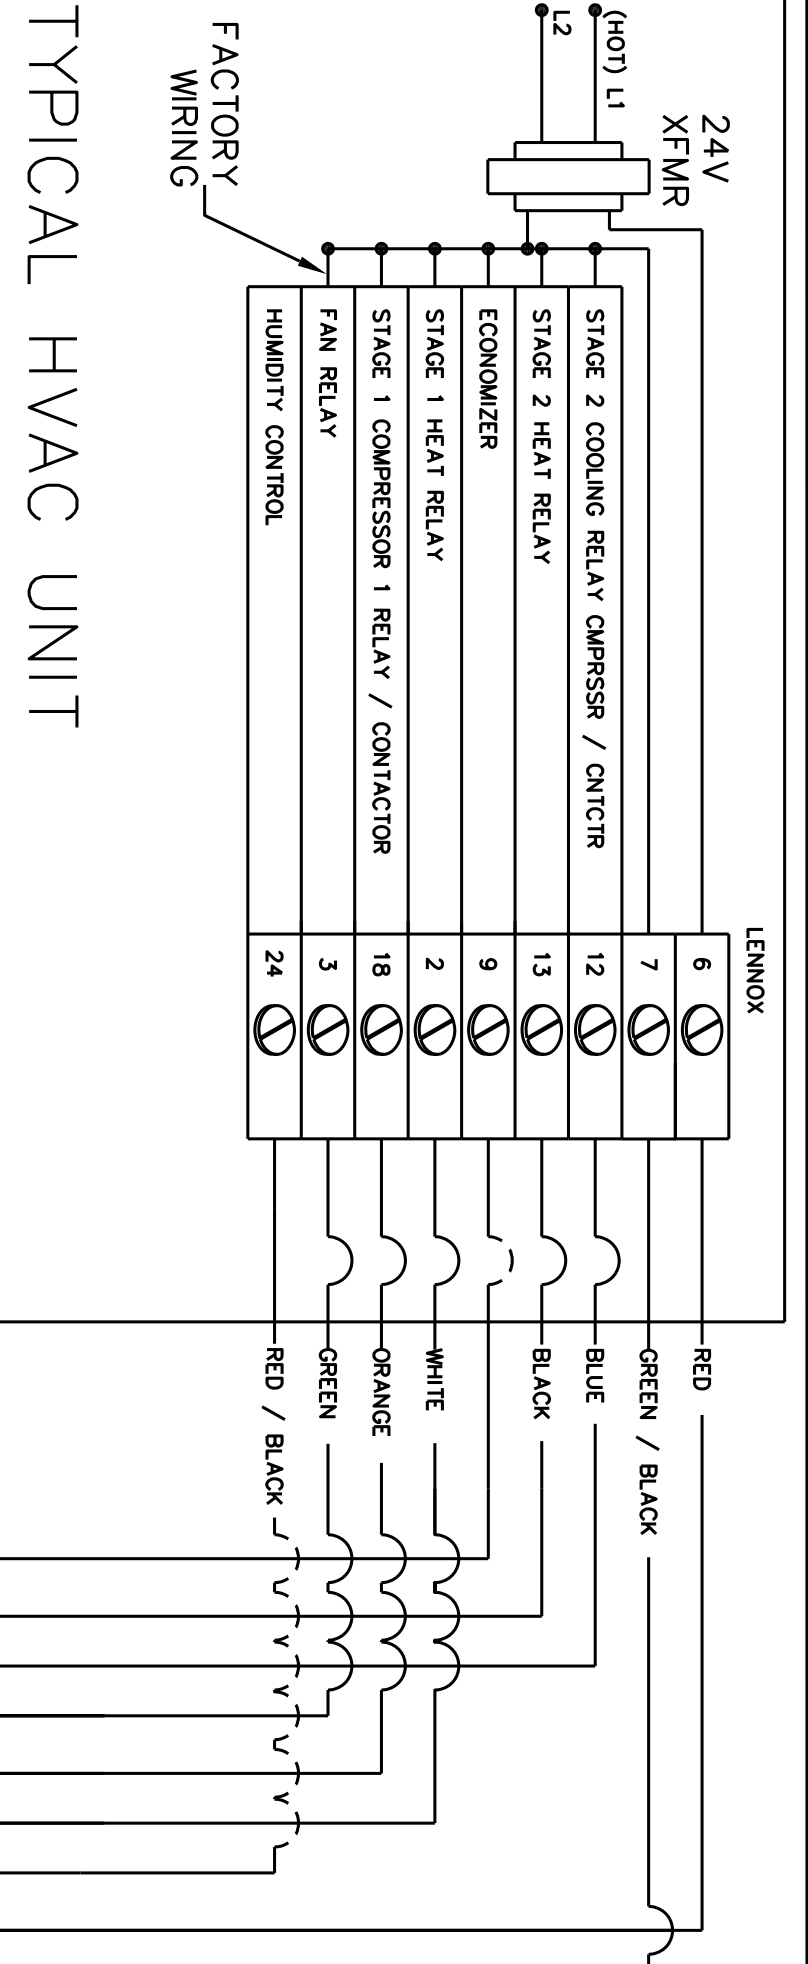 (HOT) L1
L2
24V
XFMR
FACTORY
WIRING
TYPICAL HVAC UNIT
LENNOX
6
RED
7
GREEN / BLACK
STAGE 2 COOLING RELAY CMPRSSR / CNTCTR
12
BLUE
STAGE 2 HEAT RELAY
13
BLACK
ECONOMIZER
9
STAGE 1 HEAT RELAY
2
WHITE
STAGE 1 COMPRESSOR 1 RELAY / CONTACTOR
18
ORANGE
FAN RELAY
3
GREEN
HUMIDITY CONTROL
24
RED / BLACK